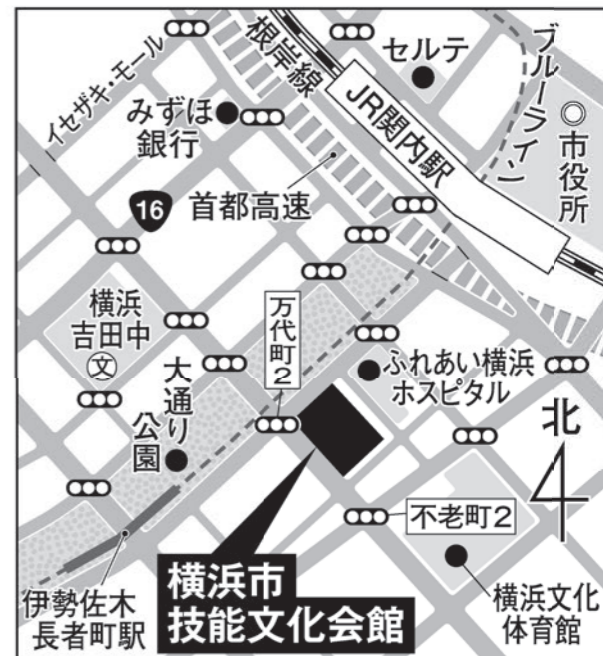 イセザキ・モール
根岸線
セルテ
ブルーライン
みずほ
銀行
JR関内駅
市役所
16
首都高速
横浜
吉田中
文
万代町2
ふれあい横浜
ホスピタル
大通り
公園
北
不老町2
横浜市
技能文化会館
伊勢佐木
長者町駅
横浜文化
体育館